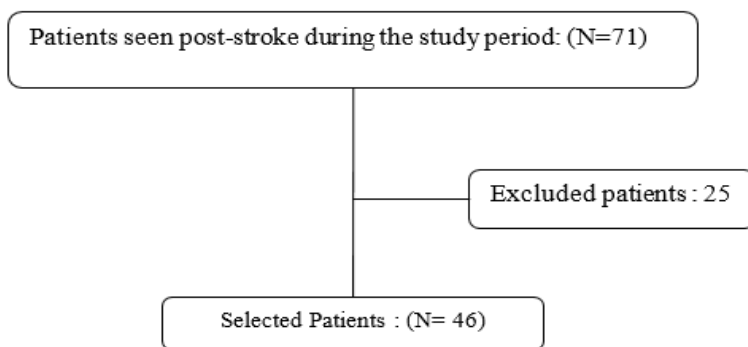 Patients seen post-stroke during the study period: (N=71)
Excluded patients : 25
Selected Patients : (N= 46)